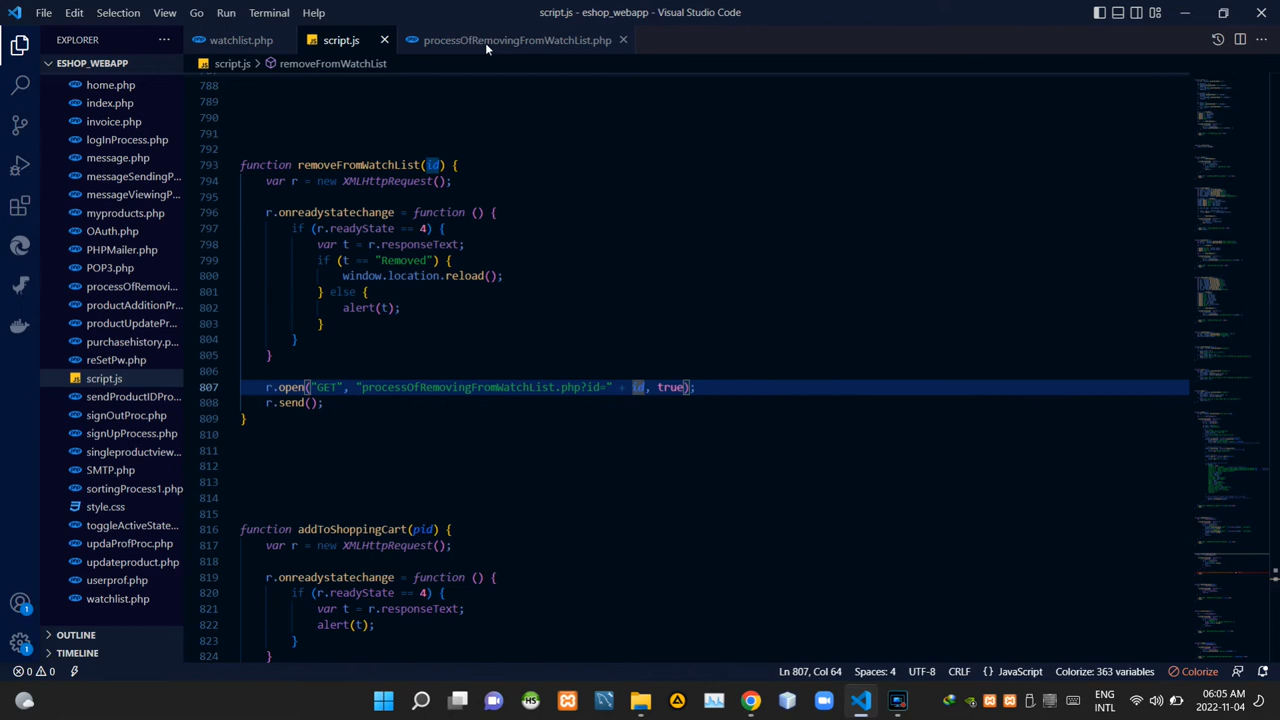 File Edit Selection View Go Run Terminal Help
script.js - eshop_webapp - Visual Studio Code
EXPLORER
watchlist.php
script.js
processOfRemovingFromWatchList.php
ESHOP_WEBAPP
script.js > removeFromWatchList
home.php
index.php
invoice.php
logInProcess.php
message.php
messageSendingP...
messageViewingPr...
myproducts.php
OAuth.php
PHPMailer.php
POP3.php
processOfRemovi...
productAdditionPr...
productUpdatePr...
purchasehistory.p...
reSetPw.php
script.js
sendProductIDPro...
signOutProc.php
signUpProcess.php
singleProductView...
SMTP.php
sortingProcess1.php
style.css
toggleActiveState...
updaProfProc.php
updateproduct.php
userprof.php
watchlist.php
OUTLINE
TIMELINE
788
789
790
791
792
793 function removeFromWatchList(id) {
794 var r = new XMLHttpRequest();
795
796 r.onreadystatechange = function () {
797 if (r.readyState == 4) {
798 var t = r.responseText;
799 if (t == "Removed") {
800 window.location.reload();
801 } else {
802 alert(t);
803 }
804 }
805 }
806
807 r.open("GET", "processOfRemovingFromWatchList.php?id=" + id, true);
808 r.send();
809 }
810
811
812
813
814
815
816 function addToShoppingCart(pid) {
817 var r = new XMLHttpRequest();
818
819 r.onreadystatechange = function () {
820 if (r.readyState == 4) {
821 var t = r.responseText;
822 alert(t);
823 }
824 }
1
1
0 0
JavaScript
Spaces: 4 UTF-8 CRLF {} JavaScript Colorize: 363 variables Colorize
ENG
INTL
06:05 AM
2022-11-04